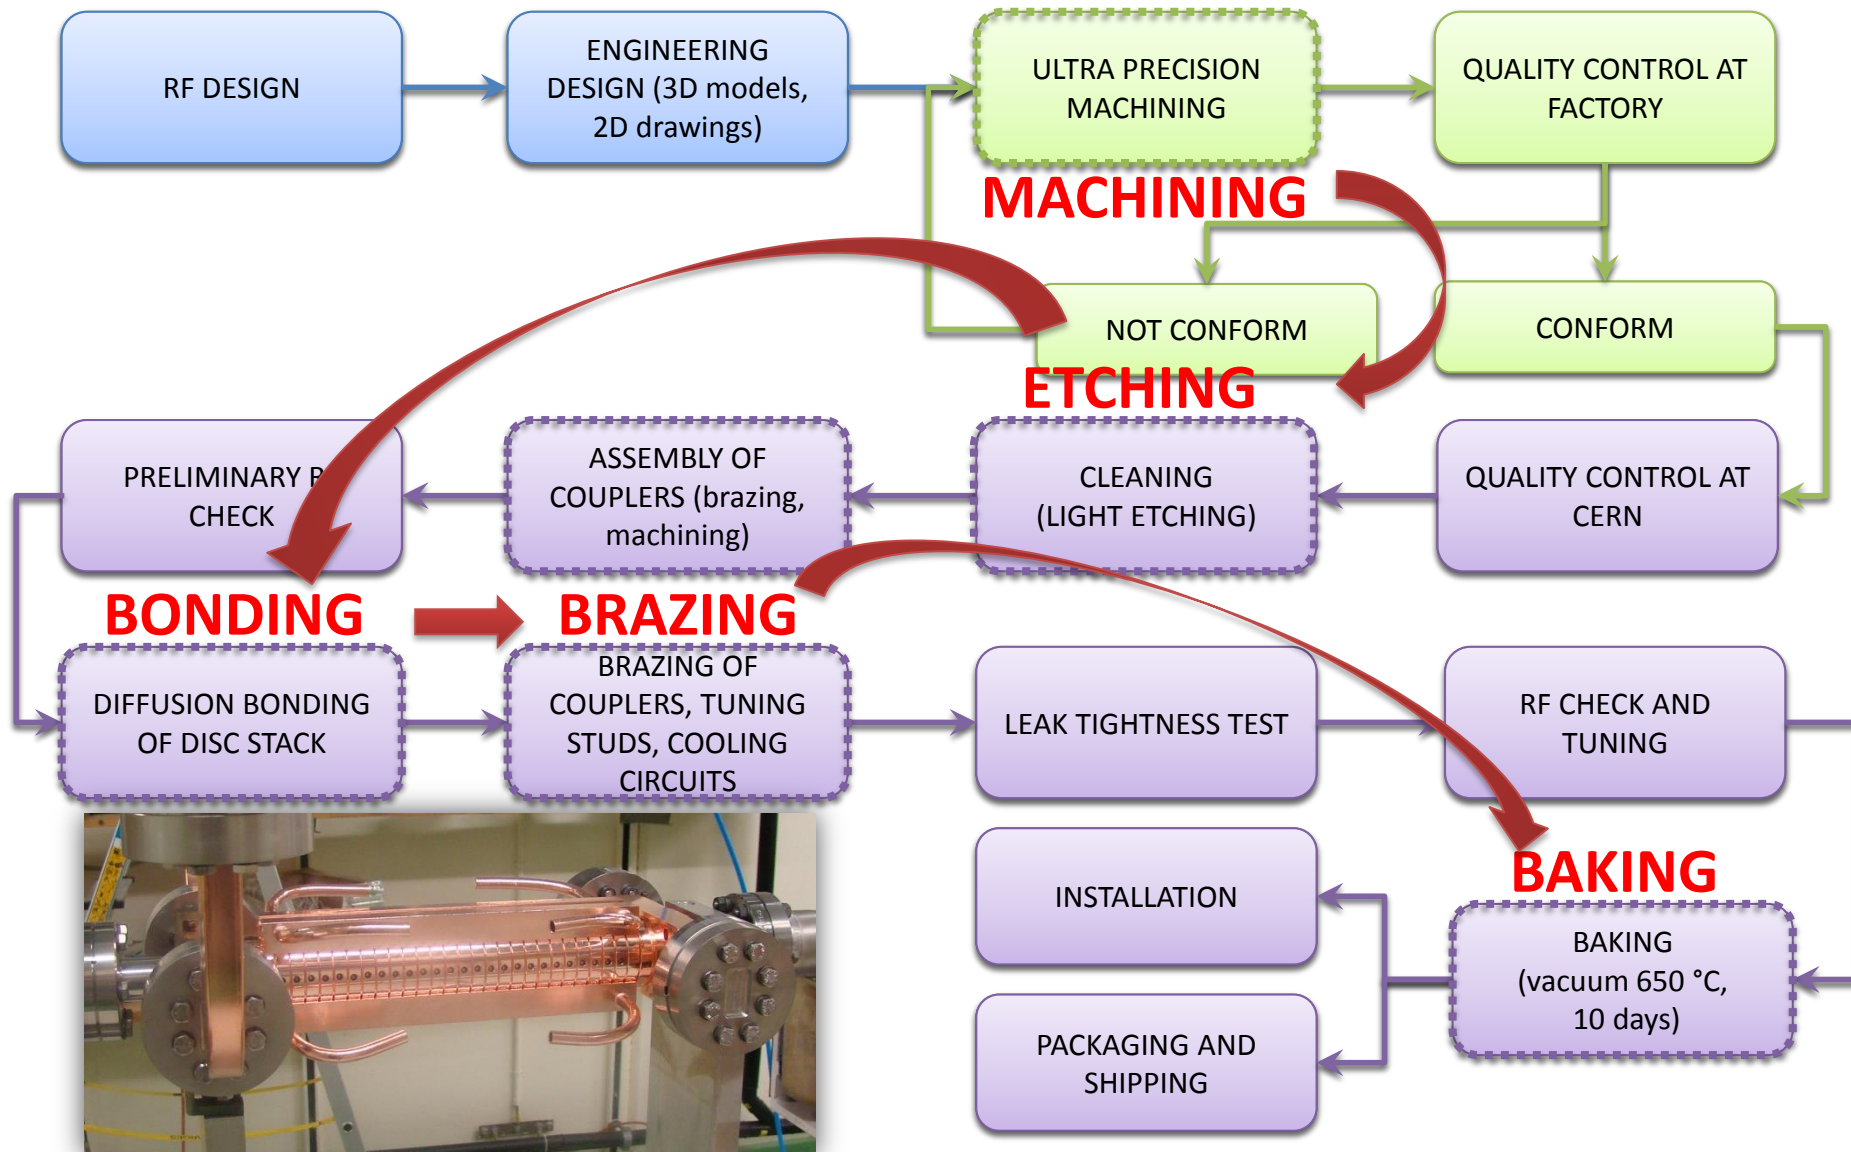 RF DESIGN
ENGINEERING
DESIGN (3D models,
2D drawings)
ULTRA PRECISION
MACHINING
QUALITY CONTROL AT
FACTORY
MACHINING
NOT CONFORM
CONFORM
ETCHING
PRELIMINARY
CHECK
ASSEMBLY OF
COUPLERS (brazing,
machining)
CLEANING
(LIGHT ETCHING)
QUALITY CONTROL AT
CERN
BONDING
BRAZING
DIFFUSION BONDING
OF DISC STACK
BRAZING OF
COUPLERS, TUNING
STUDS, COOLING
CIRCUITS
LEAK TIGHTNESS TEST
RF CHECK AND
TUNING
BAKING
INSTALLATION
BAKING
(vacuum 650 °C,
10 days)
PACKAGING AND
SHIPPING